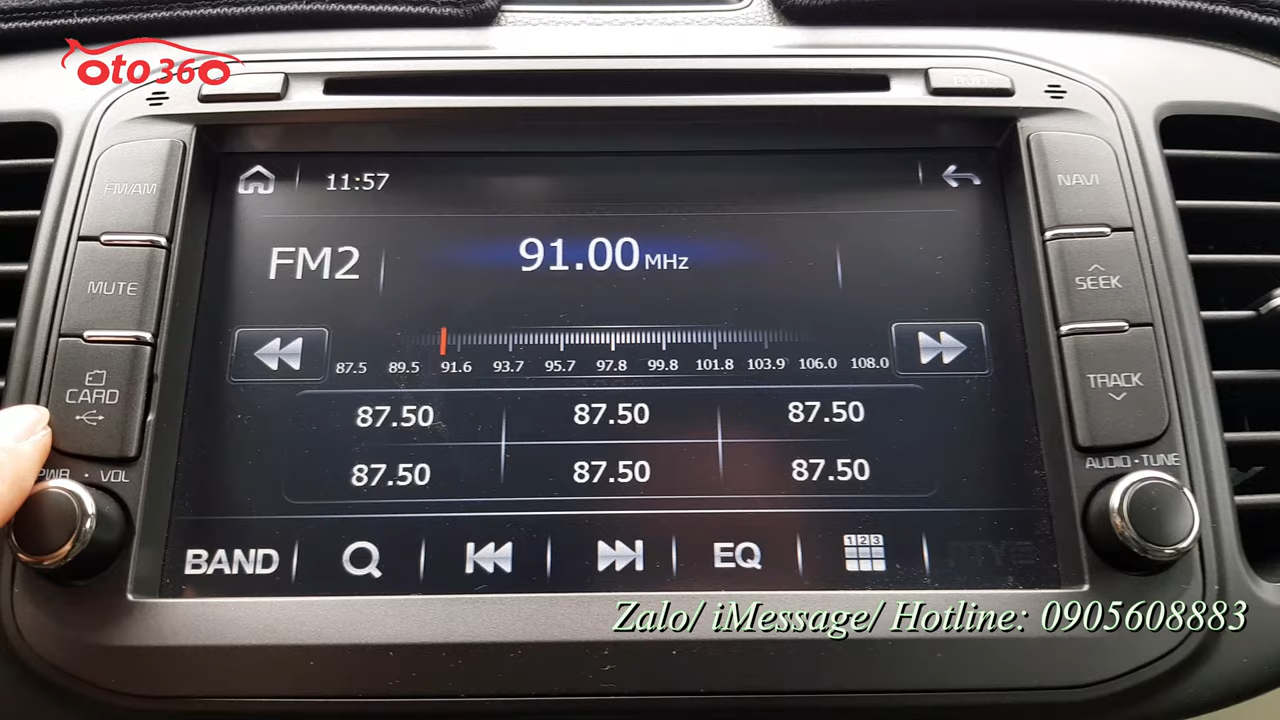 oto360
FM/AM
MUTE
CARD
PWR · VOL
11:57
FM2
91.00 MHz
87.5 89.5 91.6 93.7 95.7 97.8 99.8 101.8 103.9 106.0 108.0
87.50 87.50 87.50
87.50 87.50 87.50
BAND EQ 123 PTY
NAVI
SEEK
TRACK
AUDIO · TUNE
Zalo/ iMessage/ Hotline: 0905608883